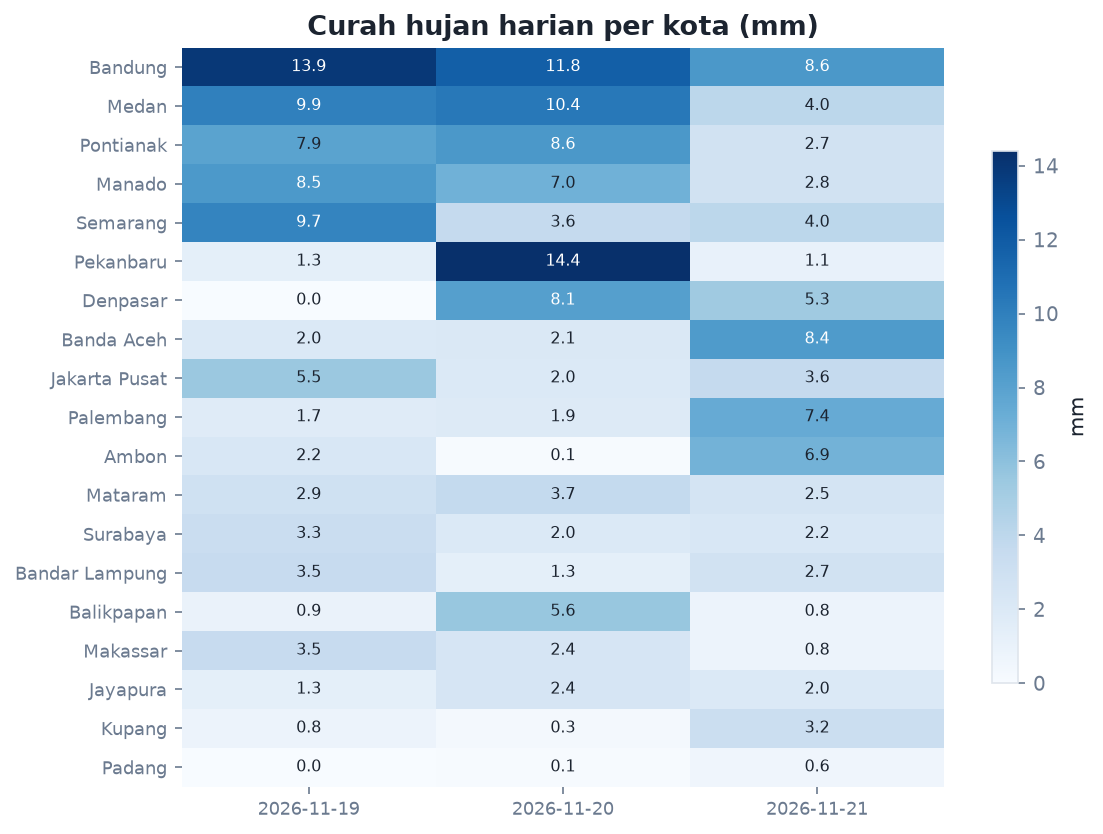 Curah hujan harian per kota (mm)
Bandung 13.9 11.8 8.6
Medan 9.9 10.4 4.0
Pontianak 7.9 8.6 2.7
Manado 8.5 7.0 2.8
Semarang 9.7 3.6 4.0
Pekanbaru 1.3 14.4 1.1
Denpasar 0.0 8.1 5.3
Banda Aceh 2.0 2.1 8.4
Jakarta Pusat 5.5 2.0 3.6
Palembang 1.7 1.9 7.4
Ambon 2.2 0.1 6.9
Mataram 2.9 3.7 2.5
Surabaya 3.3 2.0 2.2
Bandar Lampung 3.5 1.3 2.7
Balikpapan 0.9 5.6 0.8
Makassar 3.5 2.4 0.8
Jayapura 1.3 2.4 2.0
Kupang 0.8 0.3 3.2
Padang 0.0 0.1 0.6
2026-11-19 2026-11-20 2026-11-21
14
12
10
8
6
4
2
0
mm